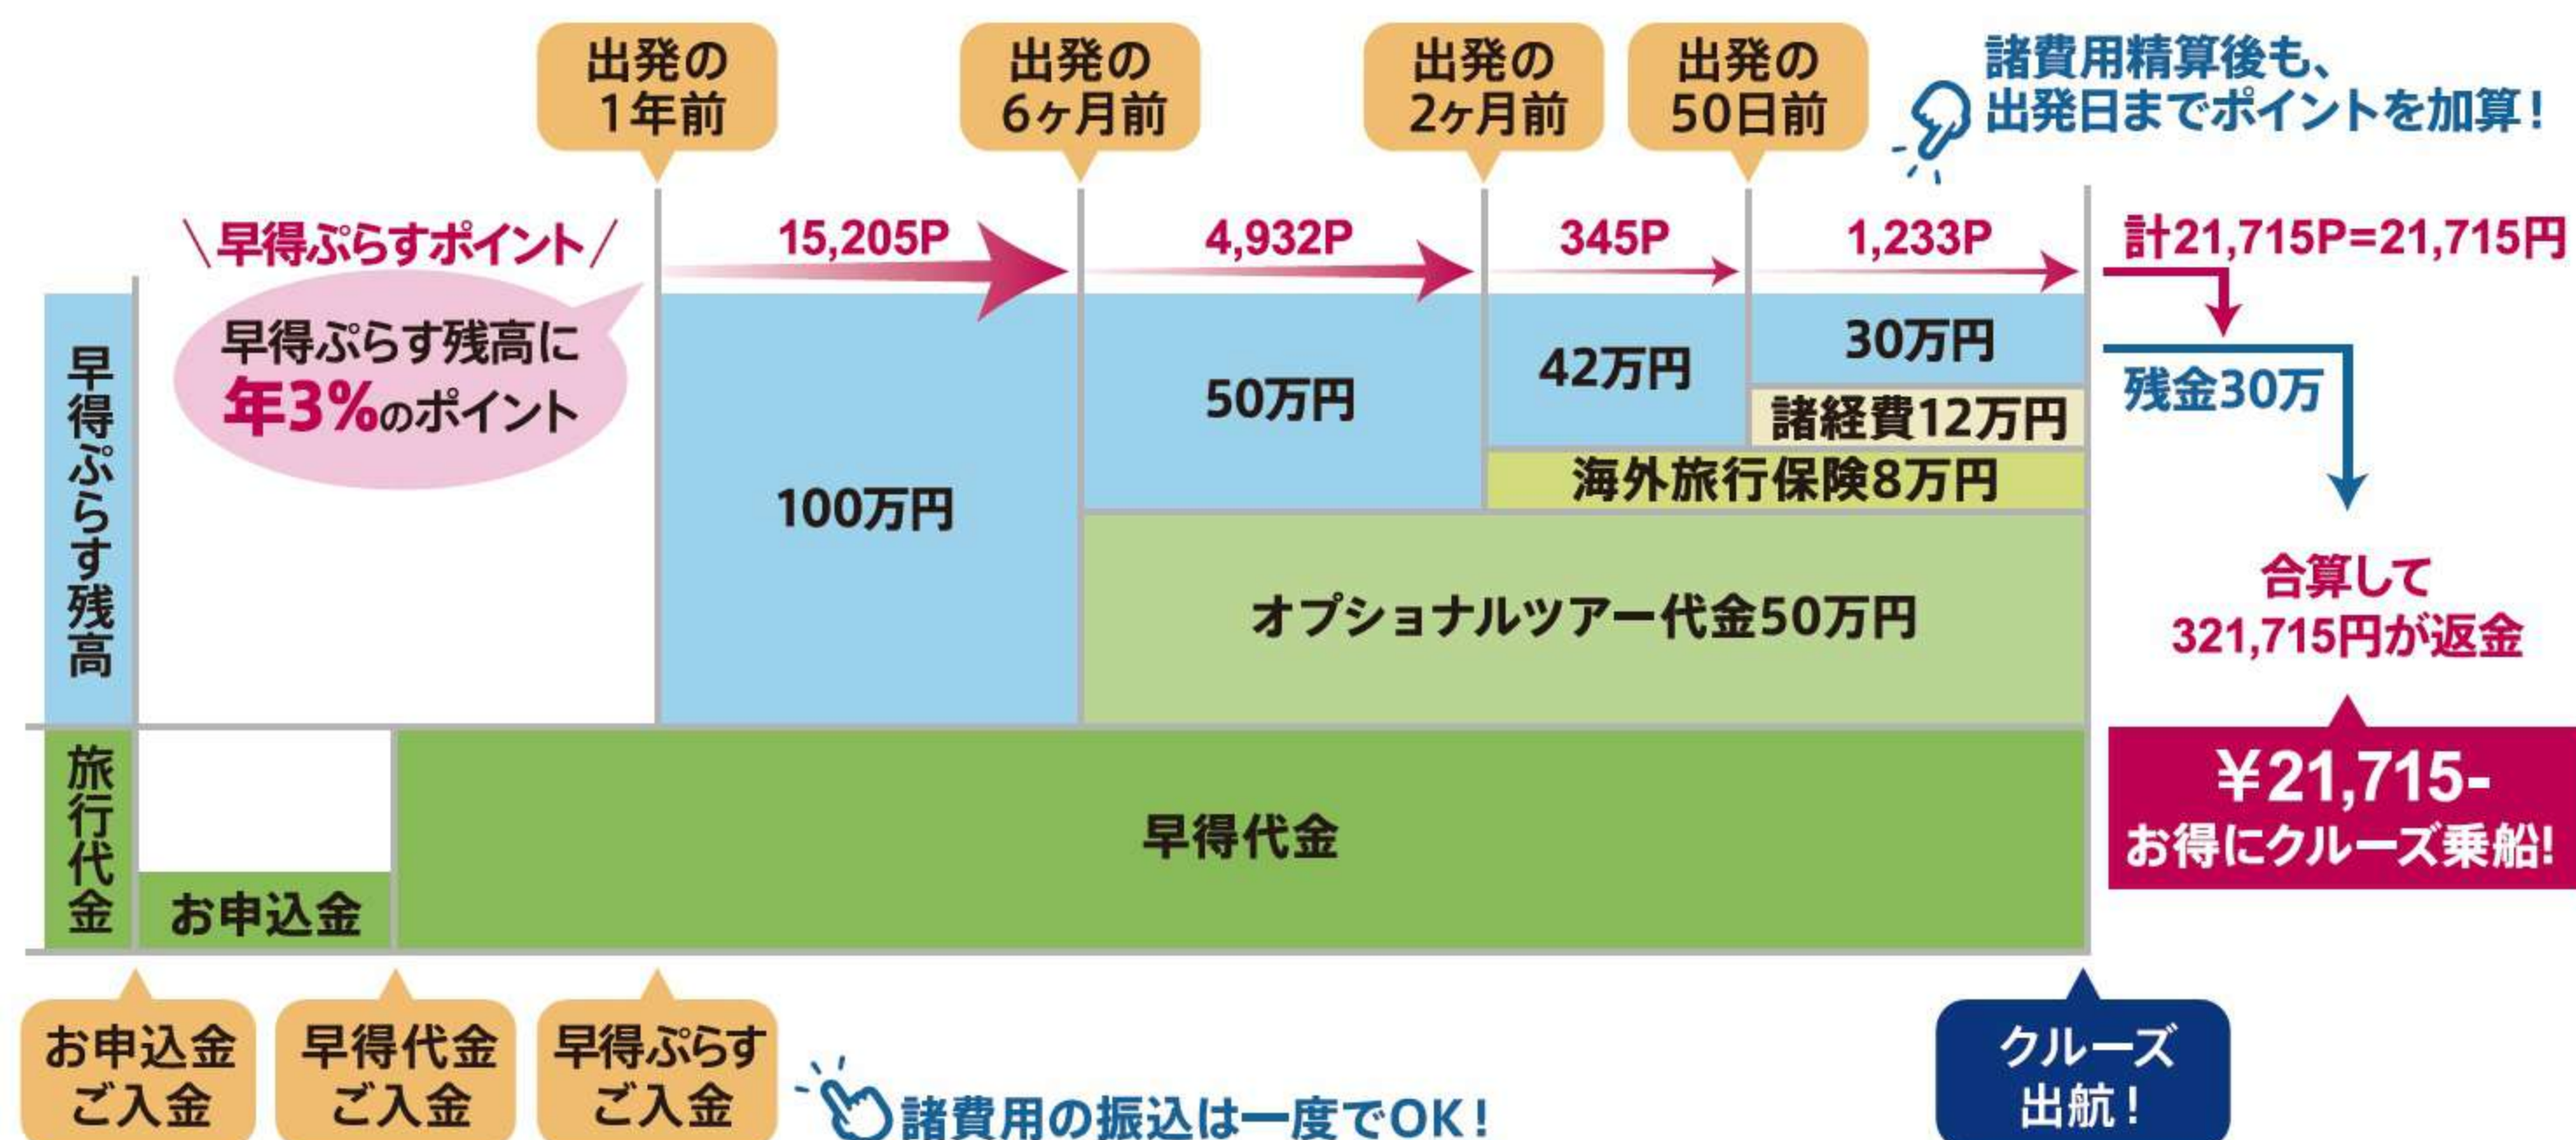 出発の
1年前
出発の
6ヶ月前
出発の
2ヶ月前
出発の
50日前
諸費用精算後も、
出発日までポイントを加算!
早得ぷらすポイント
15,205P
4,932P
345P
1,233P
計21,715P=21,715円
早得ぷらす残高
早得ぷらす残高に
年3%のポイント
100万円
50万円
42万円
30万円
諸経費12万円
海外旅行保険8万円
オプショナルツアー代金50万円
残金30万
合算して
321,715円が返金
旅行代金
お申込金
早得代金
¥21,715-
お得にクルーズ乗船!
お申込金
ご入金
早得代金
ご入金
早得ぷらす
ご入金
諸費用の振込は一度でOK!
クルーズ
出航!